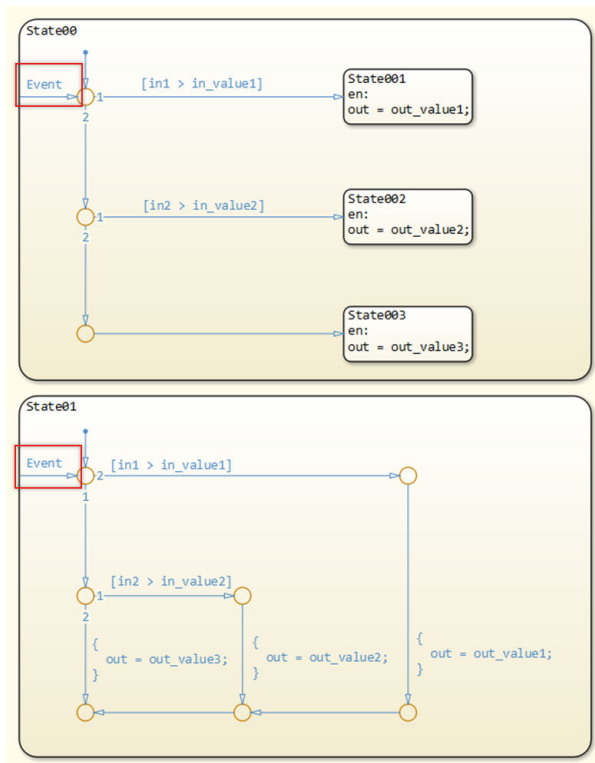 State00
Event
1
[in1 > in_value1]
State001
en:
out = out_value1;
2
1
[in2 > in_value2]
State002
en:
out = out_value2;
2
State003
en:
out = out_value3;
State01
Event
2
[in1 > in_value1]
1
1
[in2 > in_value2]
2
{
out = out_value3;
}
{
out = out_value2;
}
{
out = out_value1;
}